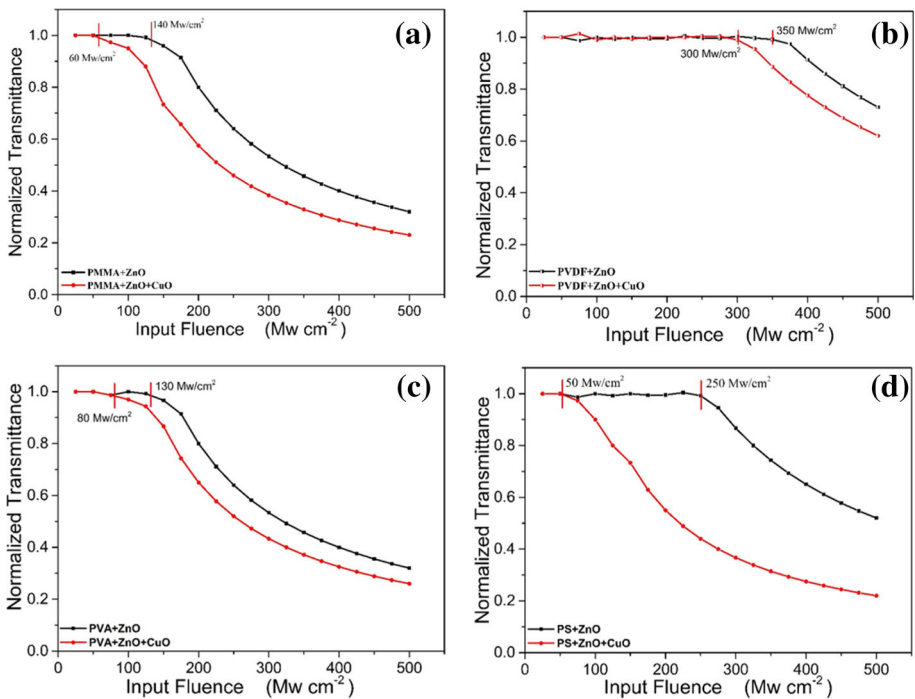 (a)
140 Mw/cm²
60 Mw/cm²
Normalized Transmittance
1.0
0.8
0.6
0.4
0.2
0.0
PMMA+ZnO
PMMA+ZnO+CuO
0 100 200 300 400 500
Input Fluence (Mw cm⁻²)
(b)
350 Mw/cm²
300 Mw/cm²
Normalized Transmittance
1.0
0.8
0.6
0.4
0.2
0.0
PVDF+ZnO
PVDF+ZnO+CuO
0 100 200 300 400 500
Input Fluence (Mw cm⁻²)
(c)
130 Mw/cm²
80 Mw/cm²
Normalized Transmittance
1.0
0.8
0.6
0.4
0.2
0.0
PVA+ZnO
PVA+ZnO+CuO
0 100 200 300 400 500
Input Fluence (Mw cm⁻²)
(d)
50 Mw/cm²
250 Mw/cm²
Normalized Transmittance
1.0
0.8
0.6
0.4
0.2
0.0
PS+ZnO
PS+ZnO+CuO
0 100 200 300 400 500
Input Fluence (Mw cm⁻²)